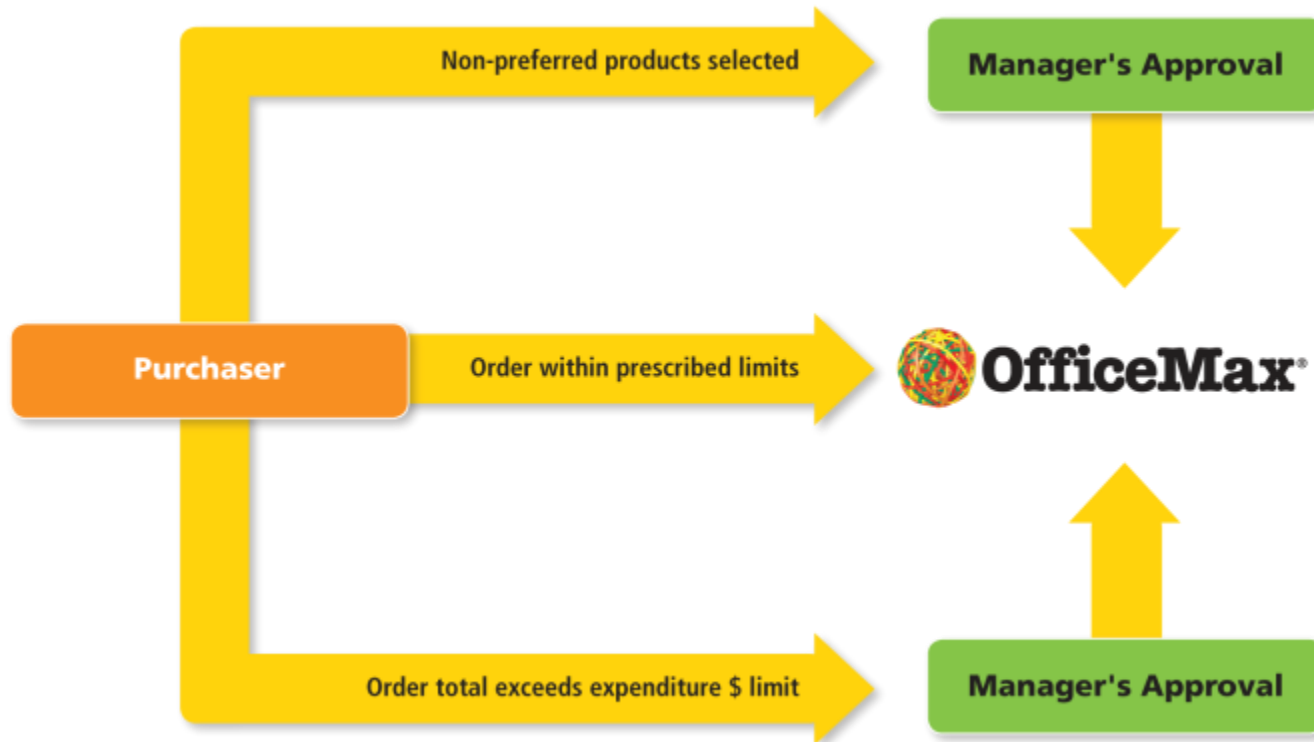 Non-preferred products selected
Manager's Approval
Purchaser
Order within prescribed limits
OfficeMax®
Order total exceeds expenditure $ limit
Manager's Approval